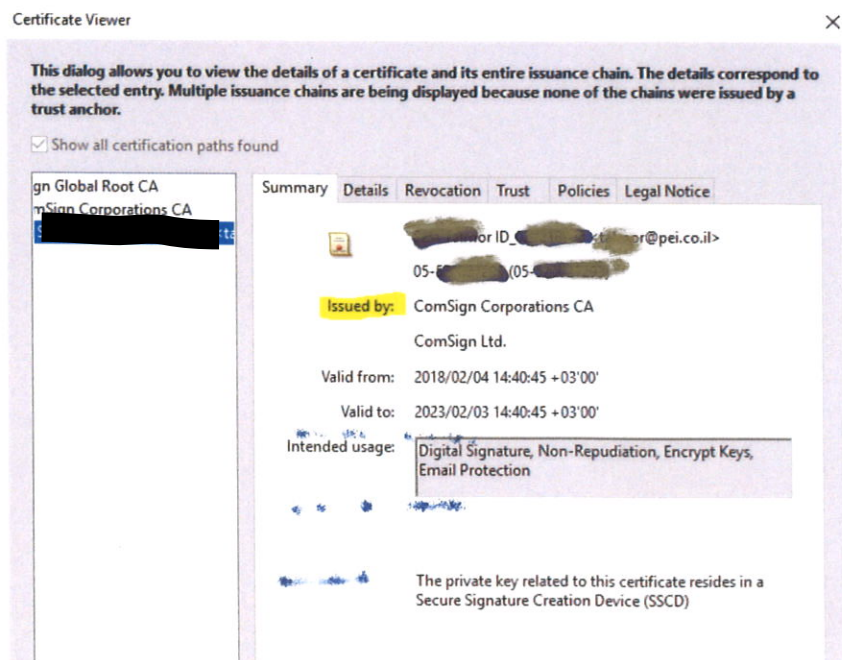 Certificate Viewer
This dialog allows you to view the details of a certificate and its entire issuance chain. The details correspond to
the selected entry. Multiple issuance chains are being displayed because none of the chains were issued by a
trust anchor.
Show all certification paths found
gn Global Root CA
mSign Corporations CA
Summary Details Revocation Trust Policies Legal Notice
or ID_ or@pei.co.il>
05- (05-
Issued by: ComSign Corporations CA
ComSign Ltd.
Valid from: 2018/02/04 14:40:45 +03'00'
Valid to: 2023/02/03 14:40:45 +03'00'
Intended usage: Digital Signature, Non-Repudiation, Encrypt Keys,
Email Protection
The private key related to this certificate resides in a
Secure Signature Creation Device (SSCD)